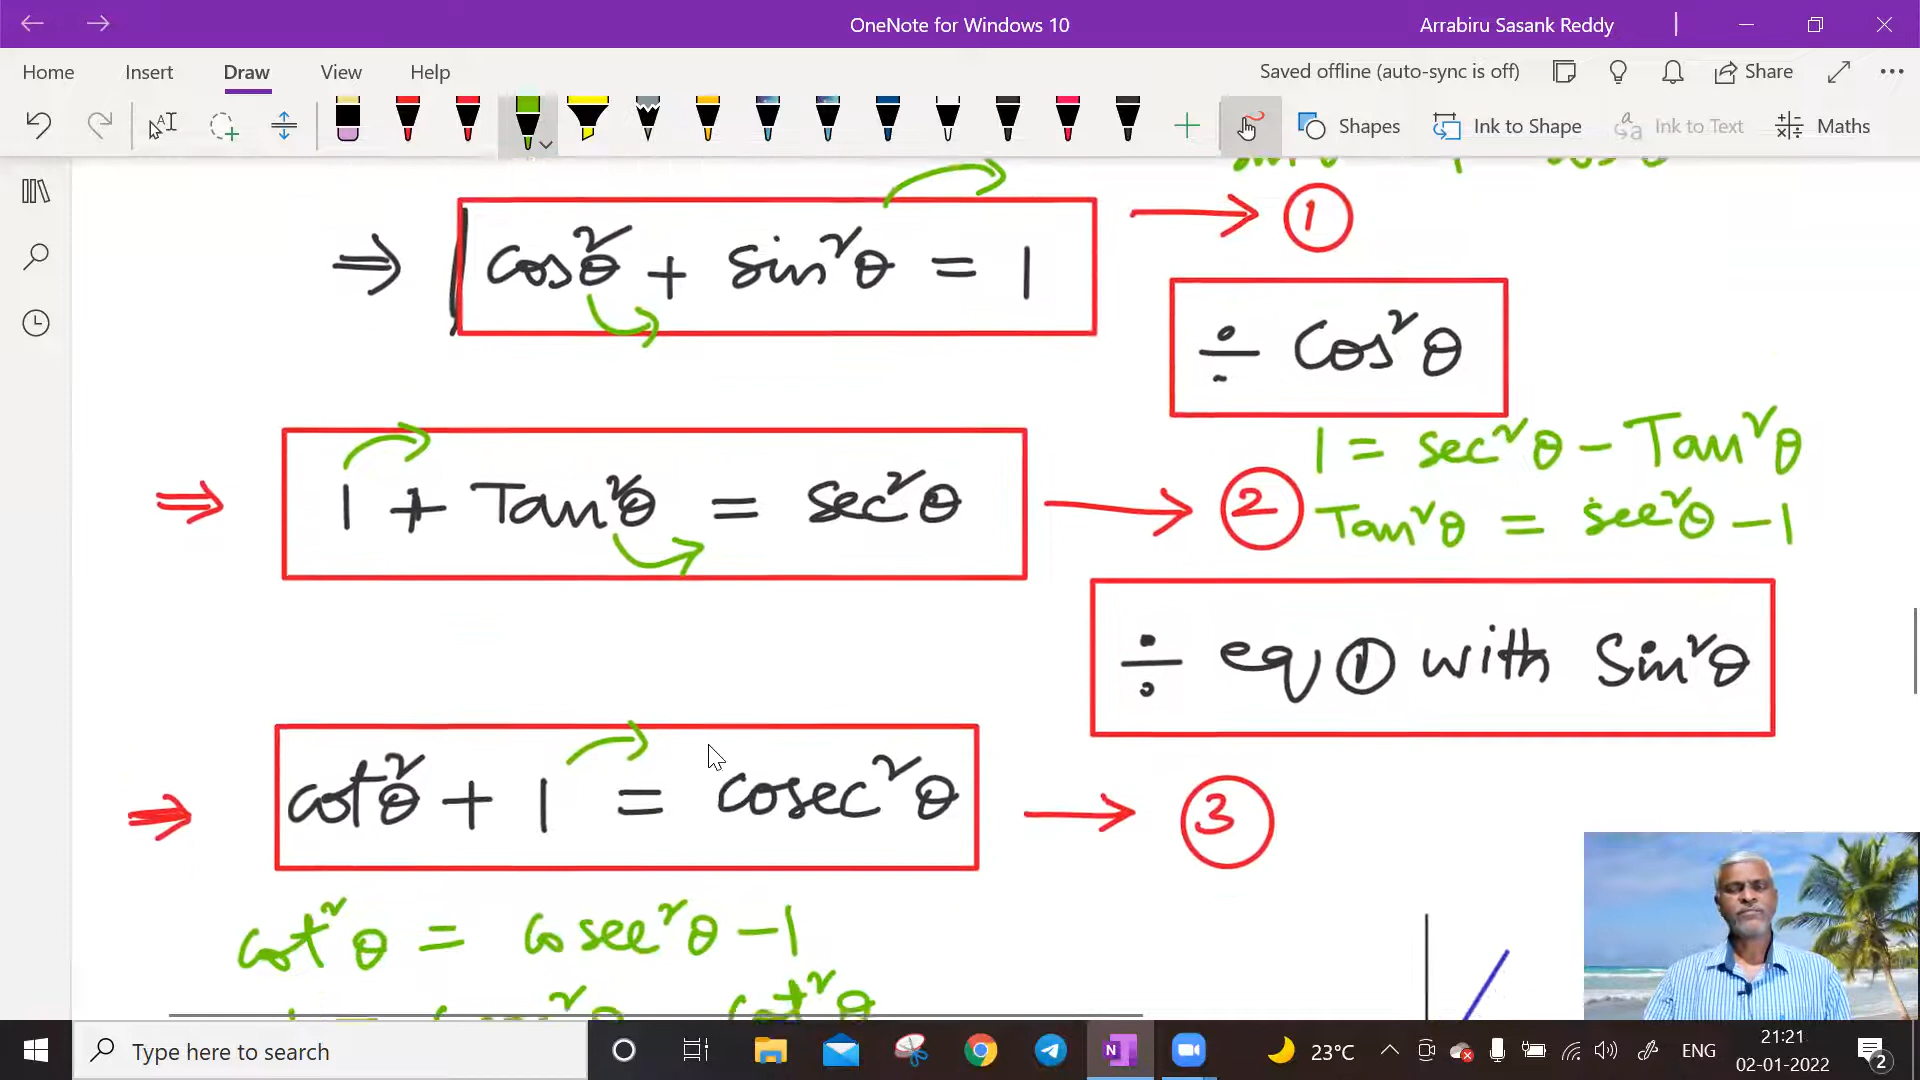 OneNote for Windows 10
Arrabiru Sasank Reddy
Home Insert Draw View Help
Saved offline (auto-sync is off)
Share
Shapes
Ink to Shape
Ink to Text
Maths
⇒ cos²θ + sin²θ = 1 → ①
÷ cos²θ
⇒ 1 + Tan²θ = sec²θ → ②
1 = sec²θ - Tan²θ
Tan²θ = sec²θ - 1
÷ eq ① with Sin²θ
⇒ cot²θ + 1 = cosec²θ → ③
cot²θ = cosec²θ - 1
Type here to search
23°C
ENG
21:21
02-01-2022
2